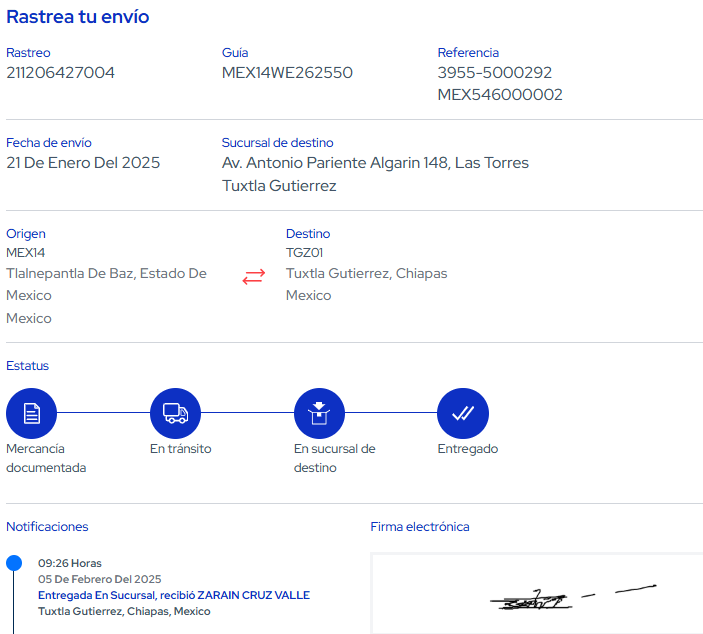 Rastrea tu envío
Rastreo
211206427004
Guía
MEX14WE262550
Referencia
3955-5000292
MEX546000002
Fecha de envío
21 De Enero Del 2025
Sucursal de destino
Av. Antonio Pariente Algarin 148, Las Torres
Tuxtla Gutierrez
Origen
MEX14
Tlalnepantla De Baz, Estado De
Mexico
Mexico
Destino
TGZ01
Tuxtla Gutierrez, Chiapas
Mexico
Estatus
Mercancía
documentada
En tránsito
En sucursal de
destino
Entregado
Notificaciones
09:26 Horas
05 De Febrero Del 2025
Entregada En Sucursal, recibió ZARAIN CRUZ VALLE
Tuxtla Gutierrez, Chiapas, Mexico
Firma electrónica